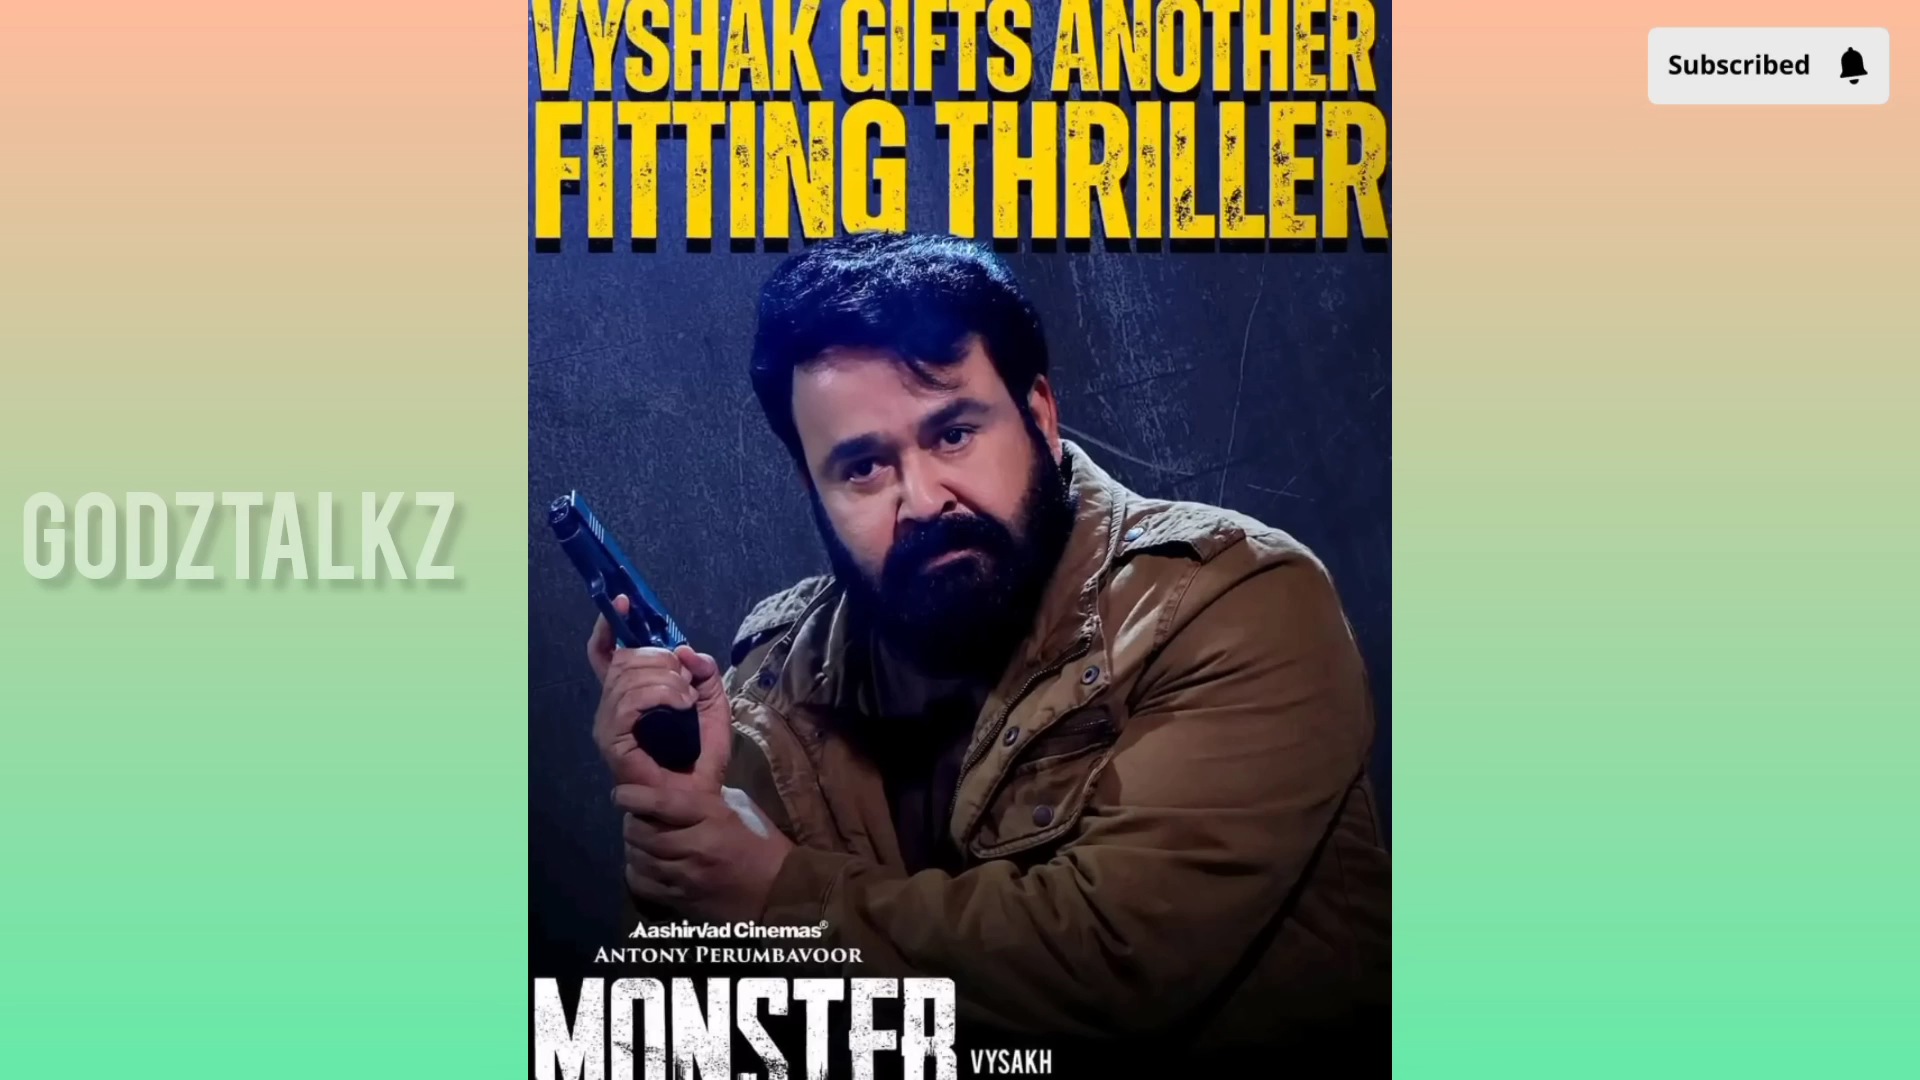 VYSHAK GIFTS ANOTHER
FITTING THRILLER
Subscribed
GODZTALKZ
AashirVad Cinemas®
ANTONY PERUMBAVOOR
MONSTER
VYSAKH